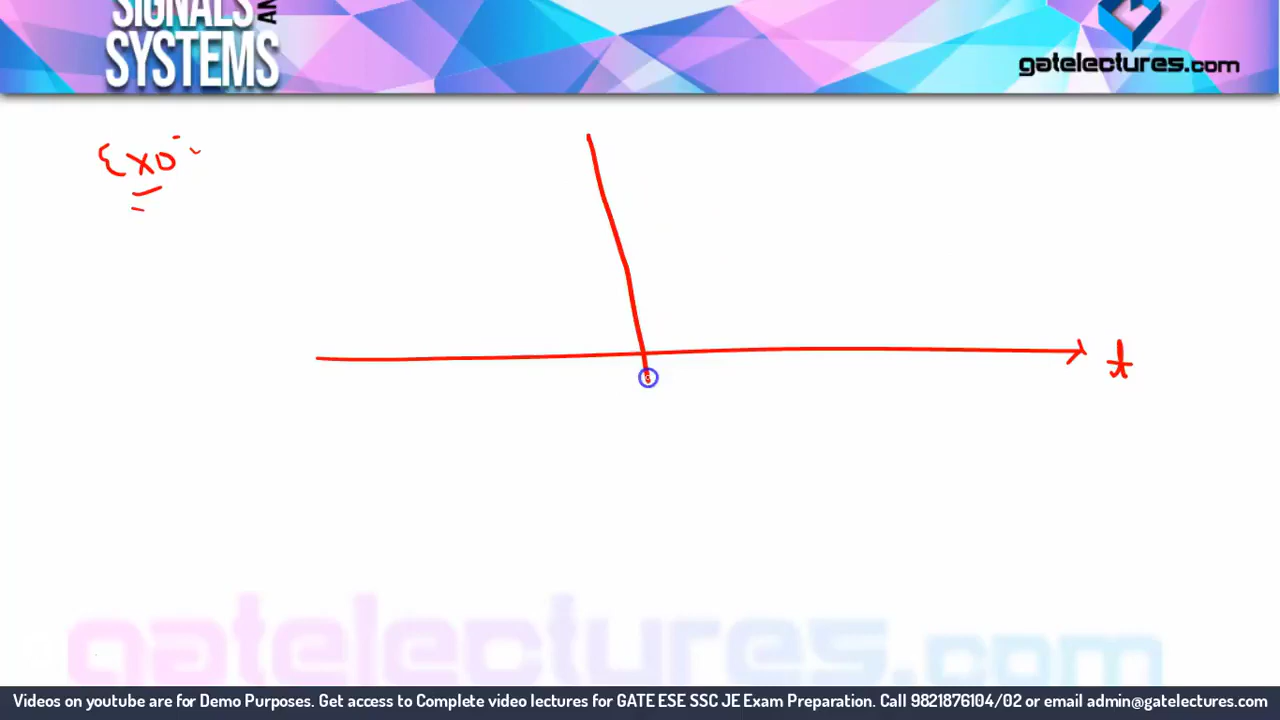 SIGNALS AND
SYSTEMS
gatelectures.com
t
gatelectures.com
Videos on youtube are for Demo Purposes. Get access to Complete video lectures for GATE ESE SSC JE Exam Preparation. Call 9821876104/02 or email admin@gatelectures.com